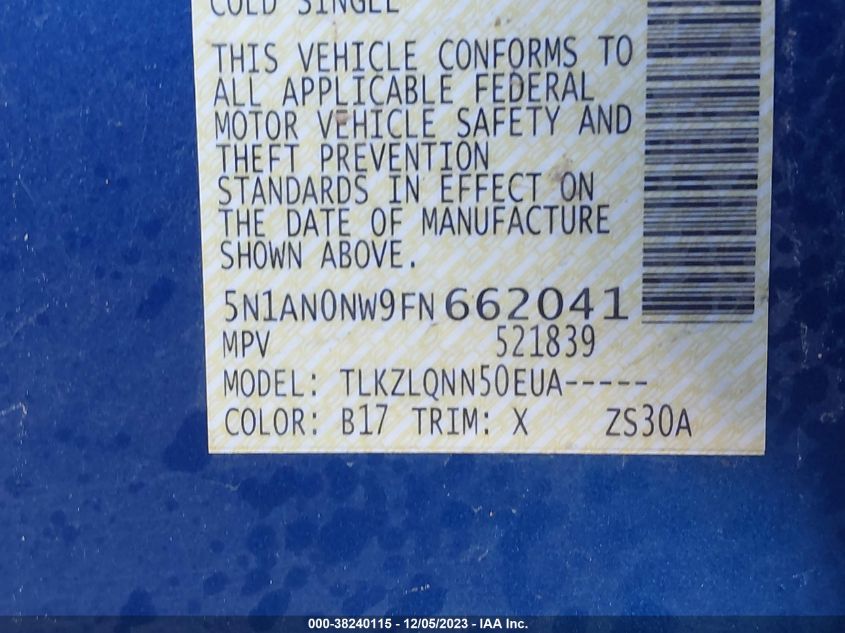 COLD SINGLE
THIS VEHICLE CONFORMS TO
ALL APPLICABLE FEDERAL
MOTOR VEHICLE SAFETY AND
THEFT PREVENTION
STANDARDS IN EFFECT ON
THE DATE OF MANUFACTURE
SHOWN ABOVE.
5N1AN0NW9FN662041
MPV 521839
MODEL: TLKZLQNN50EUA-----
COLOR: B17 TRIM: X ZS30A
000-38240115 - 12/05/2023 - IAA Inc.